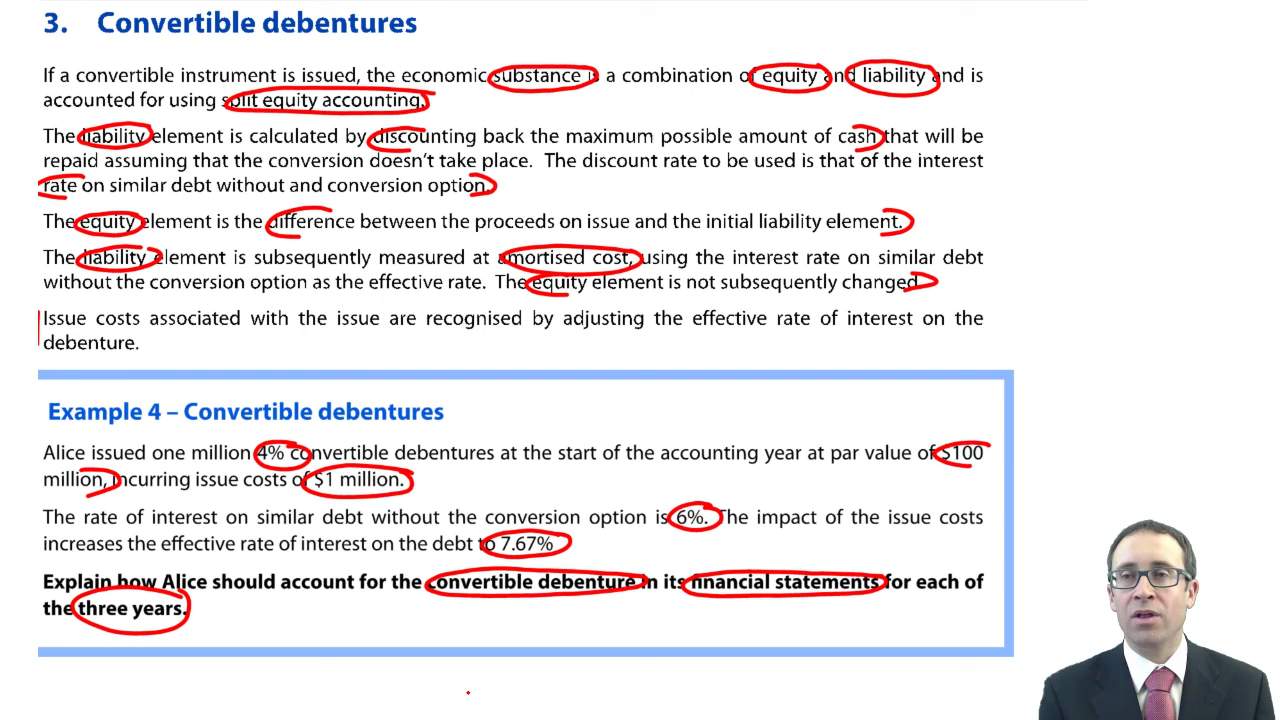 3. Convertible debentures
If a convertible instrument is issued, the economic substance is a combination of equity and liability and is
accounted for using split equity accounting.
The liability element is calculated by discounting back the maximum possible amount of cash that will be
repaid assuming that the conversion doesn't take place. The discount rate to be used is that of the interest
rate on similar debt without and conversion option.
The equity element is the difference between the proceeds on issue and the initial liability element.
The liability element is subsequently measured at amortised cost, using the interest rate on similar debt
without the conversion option as the effective rate. The equity element is not subsequently changed
Issue costs associated with the issue are recognised by adjusting the effective rate of interest on the
debenture.
Example 4 – Convertible debentures
Alice issued one million 4% convertible debentures at the start of the accounting year at par value of $100
million, incurring issue costs of $1 million.
The rate of interest on similar debt without the conversion option is 6%. The impact of the issue costs
increases the effective rate of interest on the debt to 7.67%
Explain how Alice should account for the convertible debenture in its financial statements for each of
the three years.